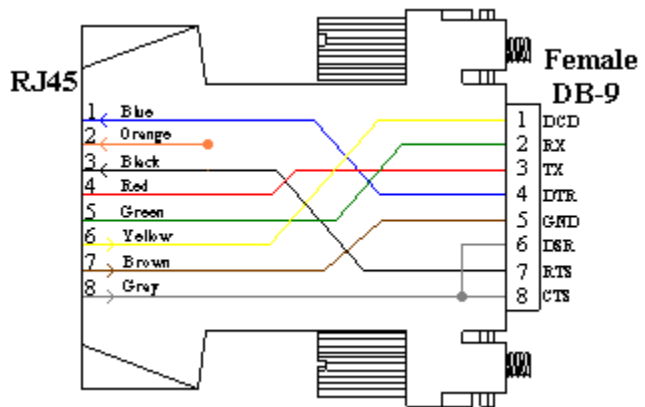 RJ45
Female
DB-9
1 Blue
2 Orange
3 Black
4 Red
5 Green
6 Yellow
7 Brown
8 Gray
1 DCD
2 RX
3 TX
4 DTR
5 GND
6 DSR
7 RTS
8 CTS